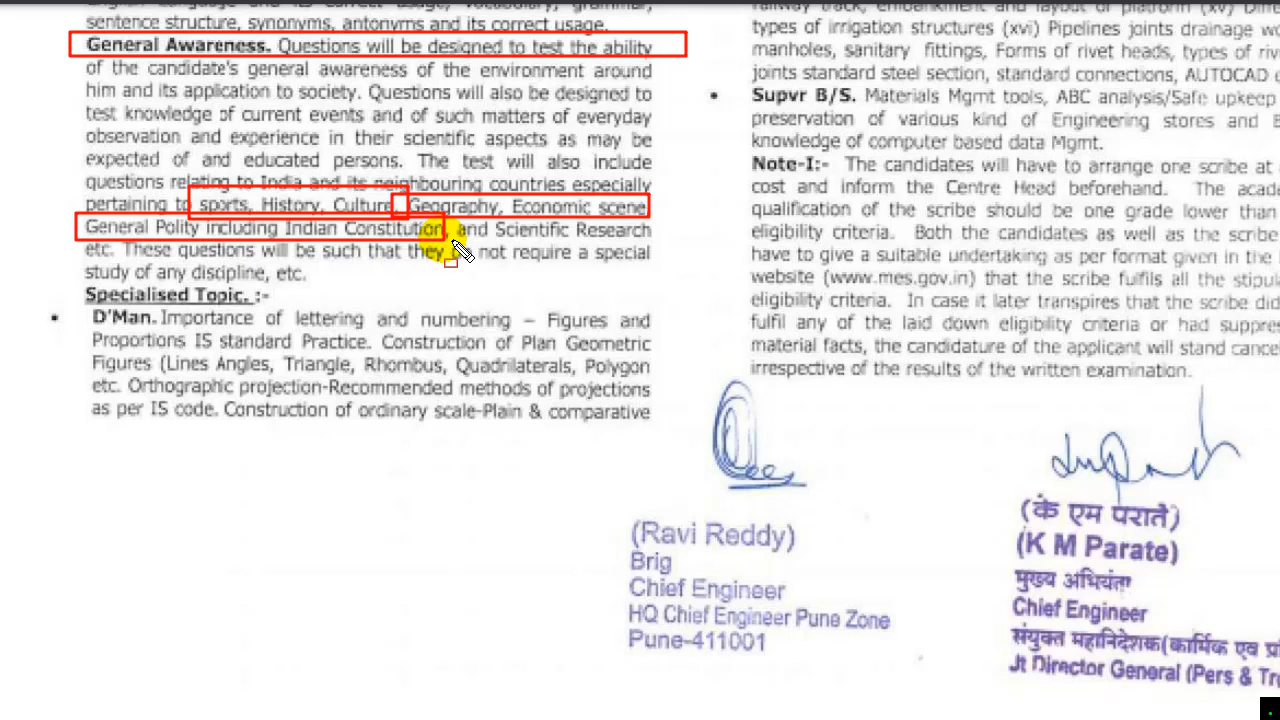 sentence structure, synonyms, antonyms and its correct usage.
General Awareness. Questions will be designed to test the ability
of the candidate's general awareness of the environment around
him and its application to society. Questions will also be designed to
test knowledge of current events and of such matters of everyday
observation and experience in their scientific aspects as may be
expected of and educated persons. The test will also include
questions relating to India and its neighbouring countries especially
pertaining to sports, History, Culture, Geography, Economic scene
General Polity including Indian Constitution, and Scientific Research
etc. These questions will be such that they not require a special
study of any discipline, etc.
Specialised Topic. :-
• D'Man. Importance of lettering and numbering – Figures and
Proportions IS standard Practice. Construction of Plan Geometric
Figures (Lines Angles, Triangle, Rhombus, Quadrilaterals, Polygon
etc. Orthographic projection-Recommended methods of projections
as per IS code. Construction of ordinary scale-Plain & comparative
railway track, embankment and layout of platform (xv)
types of irrigation structures (xvi) Pipelines joints drainage
manholes, sanitary fittings, Forms of rivet heads, types of
joints standard steel section, standard connections, AUTOCAD
• Supvr B/S. Materials Mgmt tools, ABC analysis/Safe upkeep
preservation of various kind of Engineering stores and
knowledge of computer based data Mgmt.
Note-I:- The candidates will have to arrange one scribe at
cost and inform the Centre Head beforehand. The
qualification of the scribe should be one grade lower than
eligibility criteria. Both the candidates as well as the scribe
have to give a suitable undertaking as per format given in the
website (www.mes.gov.in) that the scribe fulfils all the
eligibility criteria. In case it later transpires that the scribe
fulfil any of the laid down eligibility criteria or had
material facts, the candidature of the applicant will stand
irrespective of the results of the written examination.
(Ravi Reddy)
Brig
Chief Engineer
HQ Chief Engineer Pune Zone
Pune-411001
(के एम पराते)
(K M Parate)
मुख्य अभियंता
Chief Engineer
संयुक्त महानिदेशक(कार्मिक एव
Jt Director General (Pers &